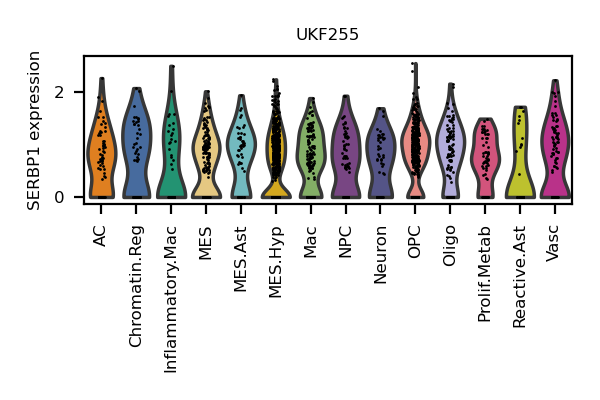 UKF255
SERBP1 expression
2
0
AC
Chromatin.Reg
Inflammatory.Mac
MES
MES.Ast
MES.Hyp
Mac
NPC
Neuron
OPC
Oligo
Prolif.Metab
Reactive.Ast
Vasc